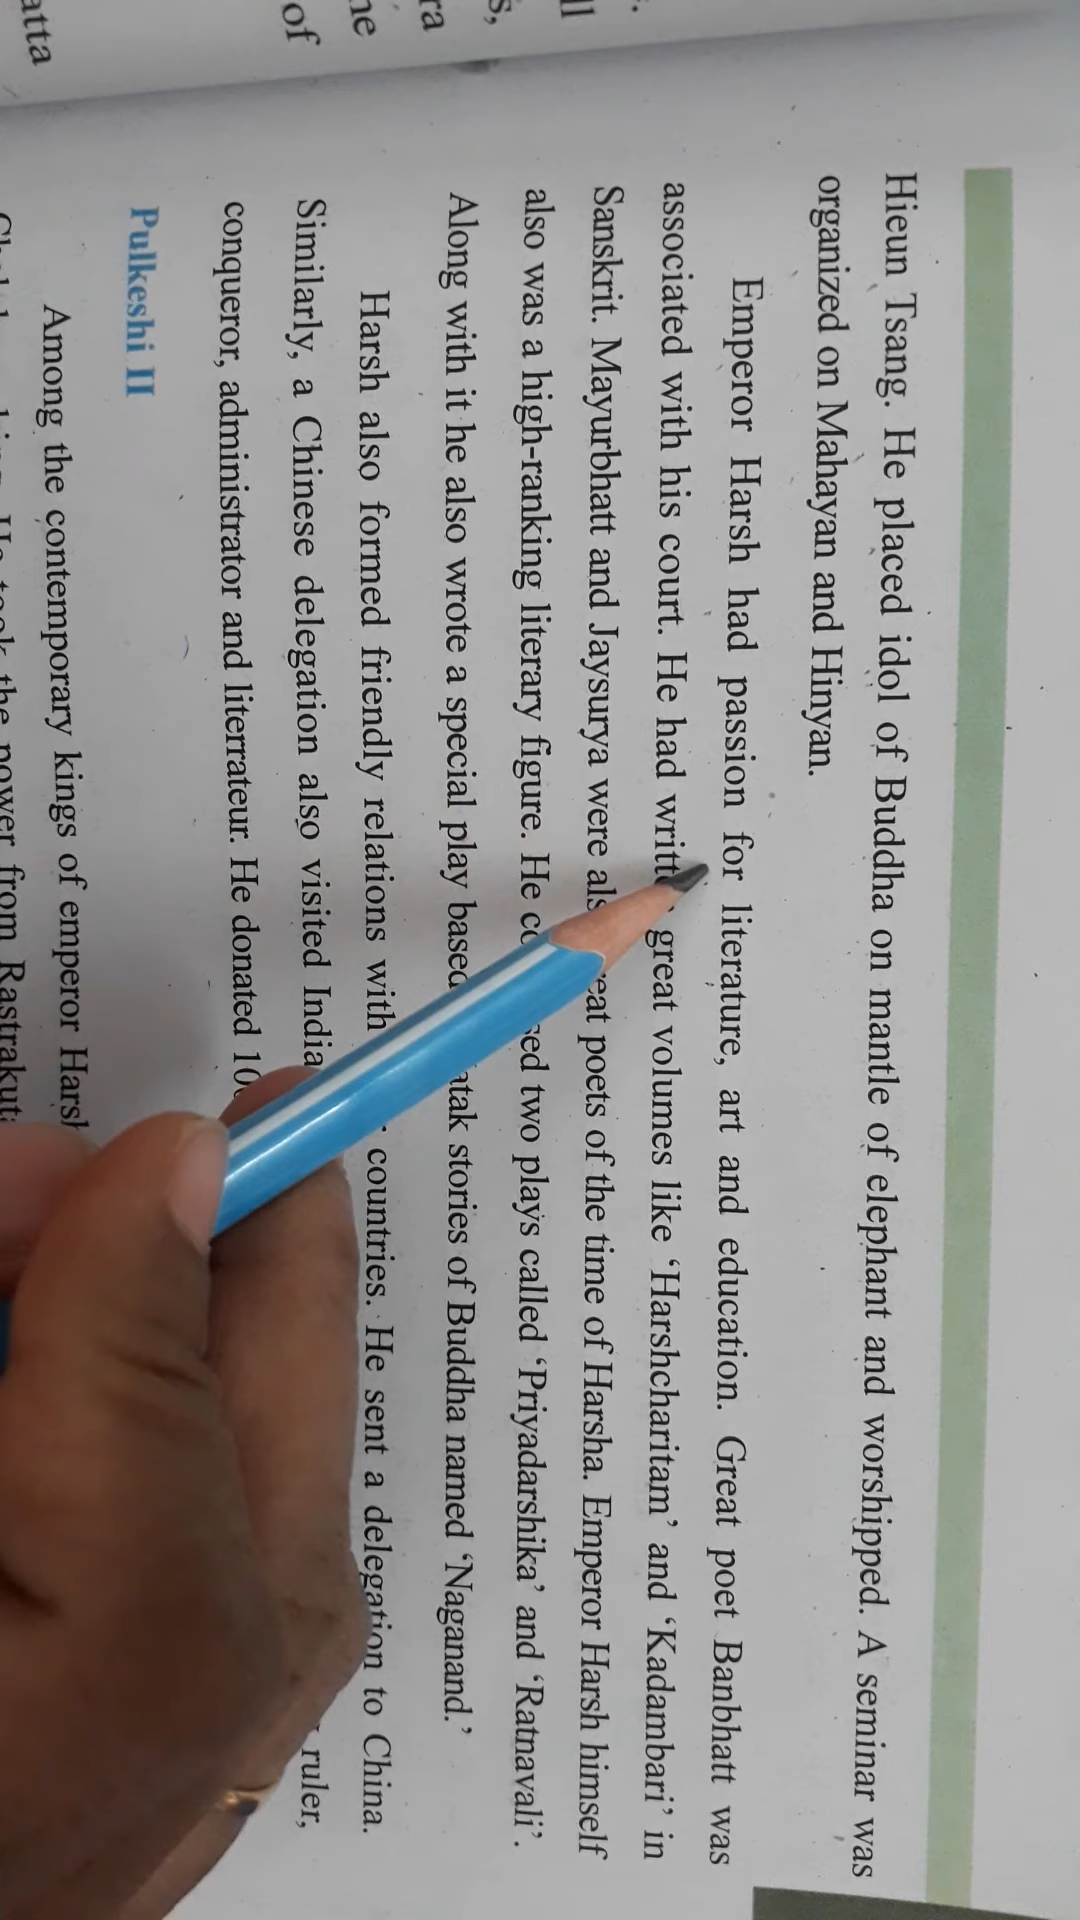 Hieun Tsang. He placed idol of Buddha on mantle of elephant and worshipped. A seminar was
organized on Mahayan and Hinyan.
Emperor Harsh had passion for literature, art and education. Great poet Banbhatt was
associated with his court. He had great volumes like ‘Harshcharitam’ and ‘Kadambari’ in
Sanskrit. Mayurbhatt and Jaysurya were poets of the time of Harsha. Emperor Harsh himself
also was a high-ranking literary figure. He two plays called ‘Priyadarshika’ and ‘Ratnavali’.
Along with it he also wrote a special play based stories of Buddha named ‘Naganand.’
Harsh also formed friendly relations with countries. He sent a delegation to China.
Similarly, a Chinese delegation also visited India ruler,
conqueror, administrator and literrateur. He donated
Pulkeshi II
Among the contemporary kings of emperor
the power from
atta
of